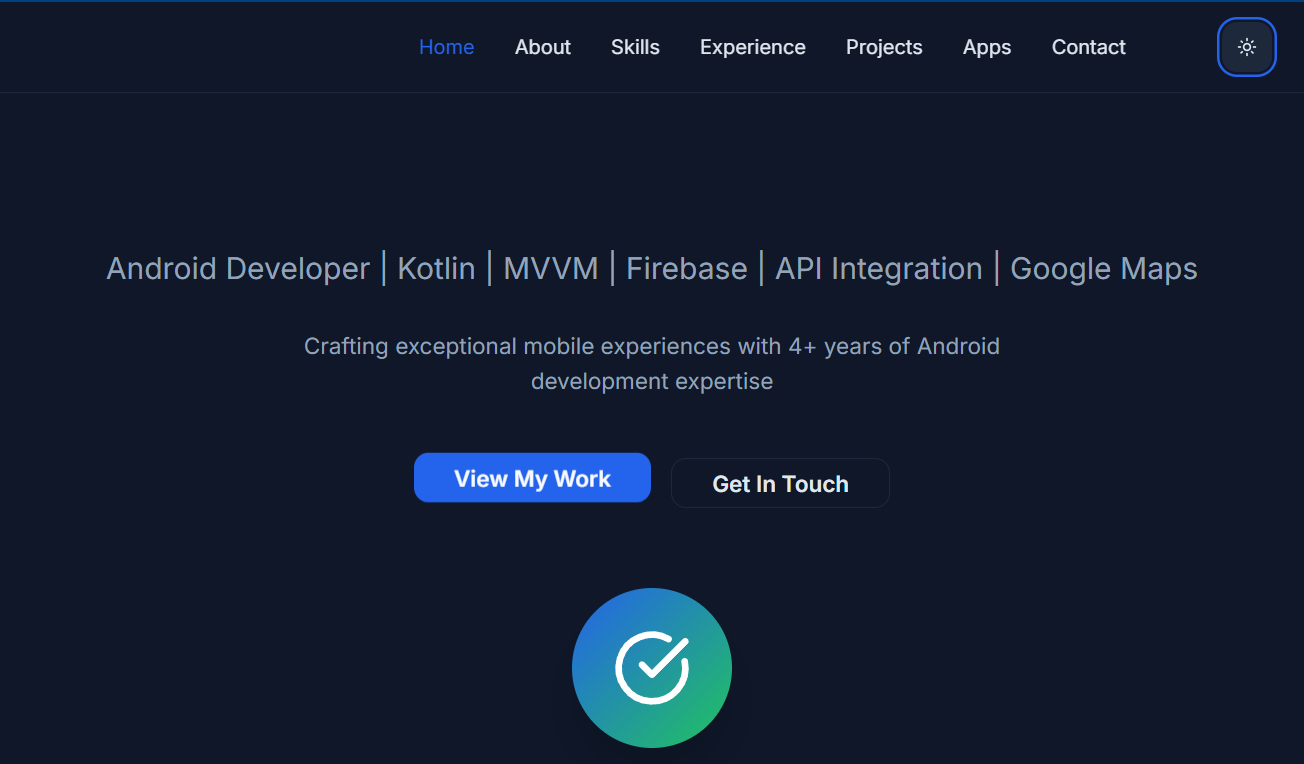 Home About Skills Experience Projects Apps Contact
Android Developer | Kotlin | MVVM | Firebase | API Integration | Google Maps
Crafting exceptional mobile experiences with 4+ years of Android
development expertise
View My Work Get In Touch